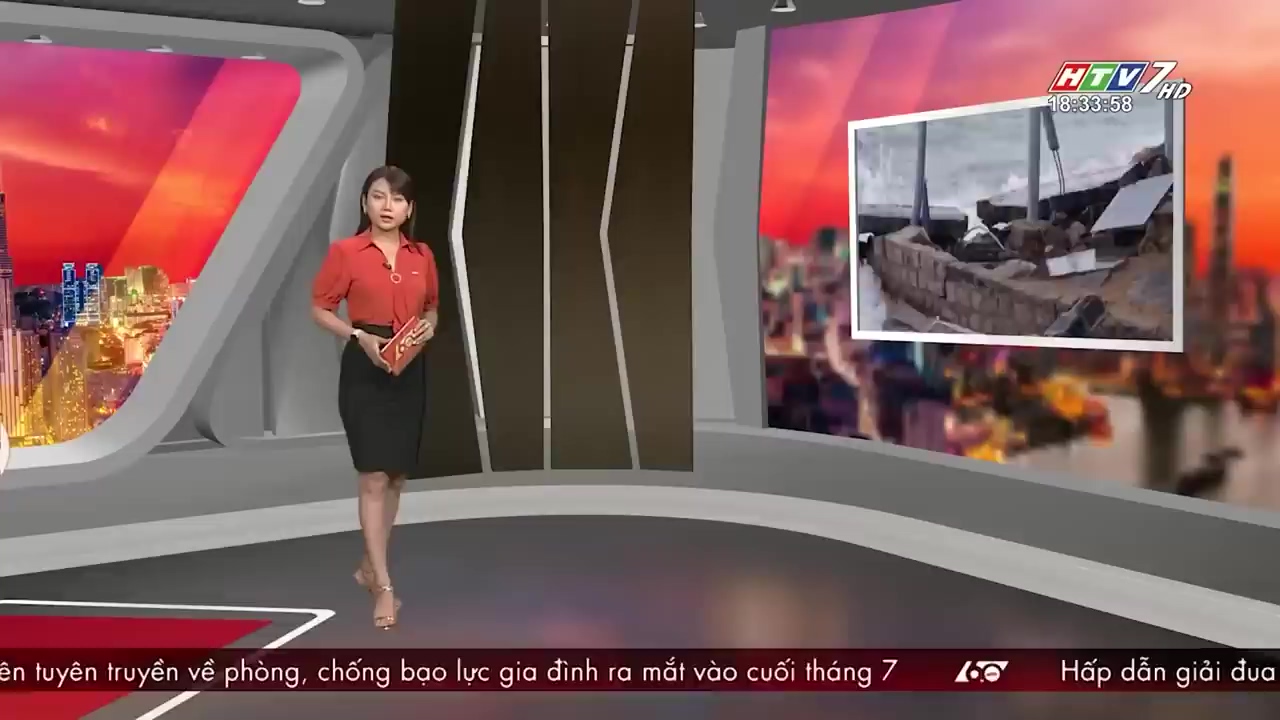 HTV7 HD
18:33:58
ên tuyên truyền về phòng, chống bạo lực gia đình ra mắt vào cuối tháng 7
Hấp dẫn giải đua